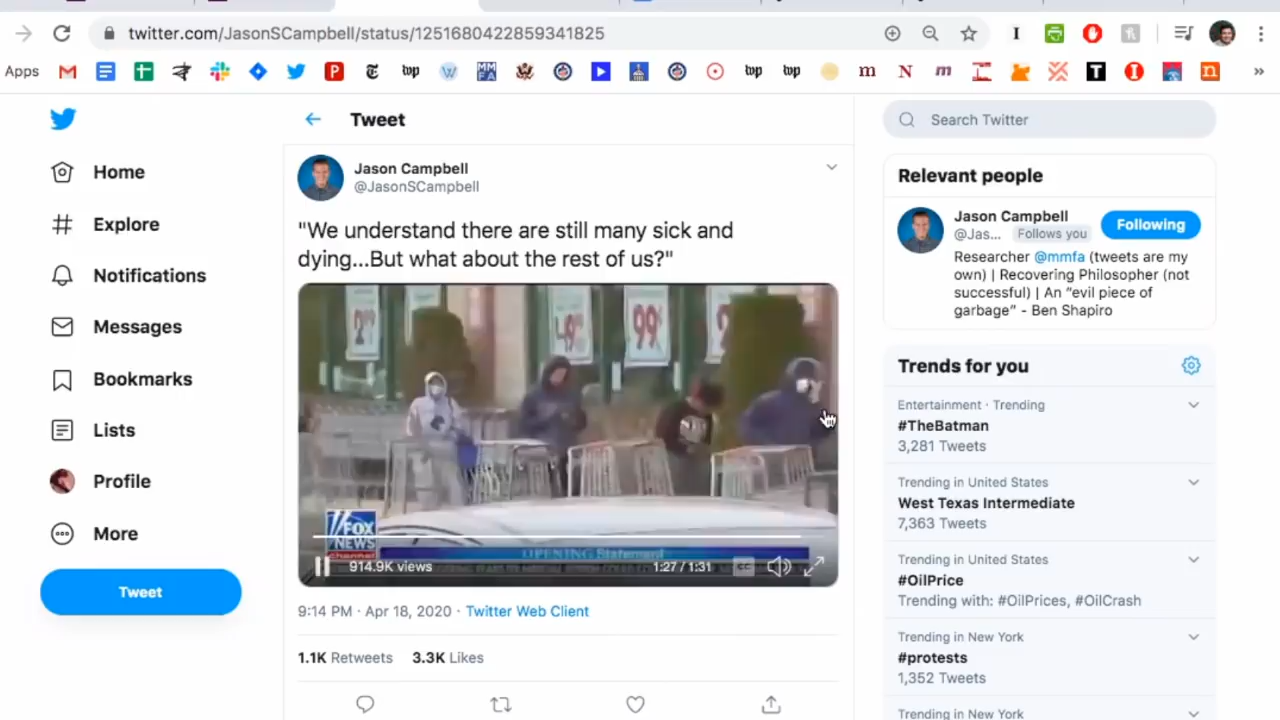 twitter.com/JasonSCampbell/status/1251680422859341825
Apps
Tweet
Jason Campbell
@JasonSCampbell
"We understand there are still many sick and
dying...But what about the rest of us?"
99¢
FOX
NEWS
channel
OPENING Statement
914.9K views
1:27 / 1:31
CC
9:14 PM · Apr 18, 2020 · Twitter Web Client
1.1K Retweets 3.3K Likes
Home
Explore
Notifications
Messages
Bookmarks
Lists
Profile
More
Tweet
Search Twitter
Relevant people
Jason Campbell
@Jas... Follows you
Following
Researcher @mmfa (tweets are my
own) | Recovering Philosopher (not
successful) | An "evil piece of
garbage" - Ben Shapiro
Trends for you
Entertainment · Trending
#TheBatman
3,281 Tweets
Trending in United States
West Texas Intermediate
7,363 Tweets
Trending in United States
#OilPrice
Trending with: #OilPrices, #OilCrash
Trending in New York
#protests
1,352 Tweets
Trending in New York